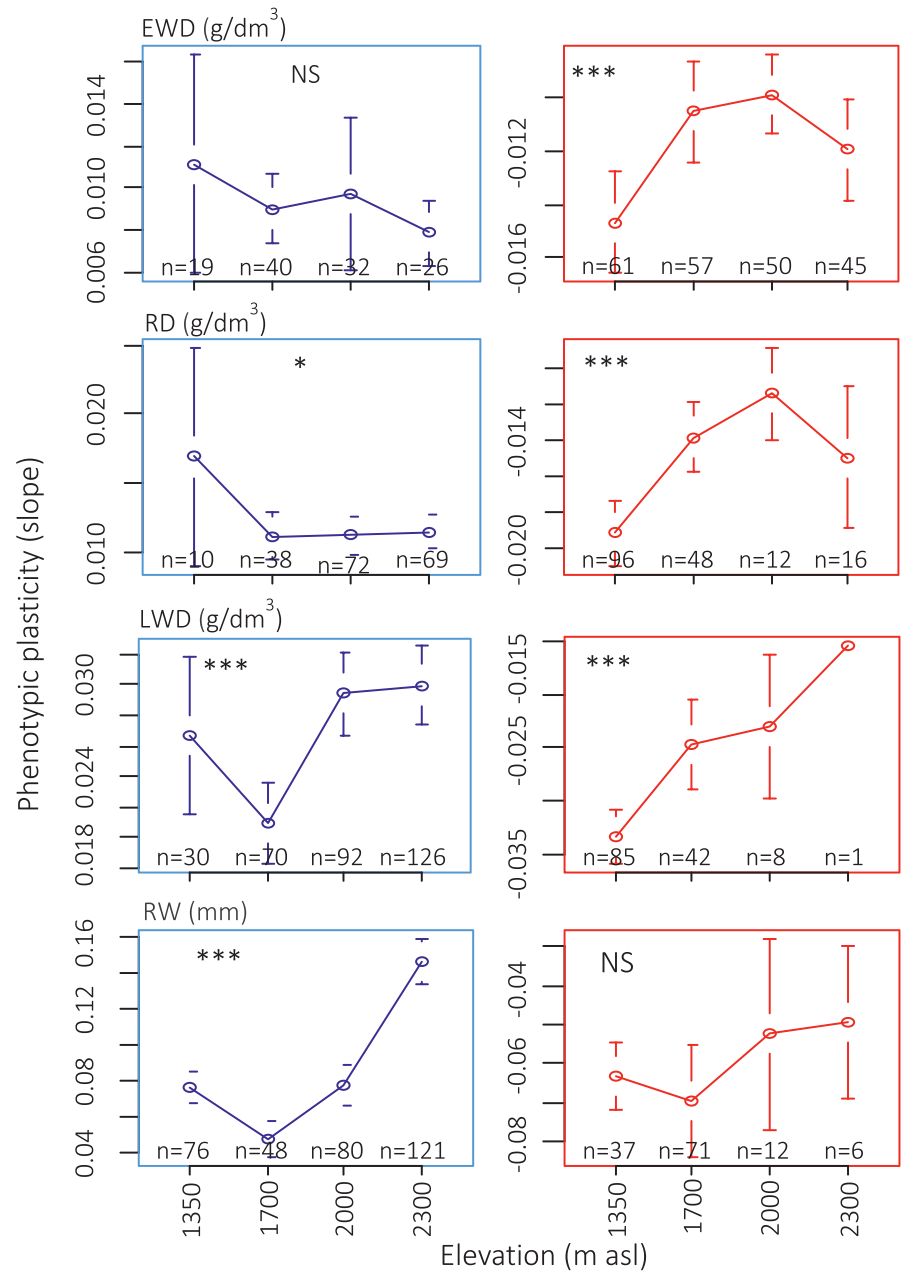 EWD (g/dm³)
NS
0.014
0.010
0.006
n=19 n=40 n=32 n=26
***
-0.012
-0.016
n=61 n=57 n=50 n=45
RD (g/dm³)
*
0.020
0.010
n=10 n=38 n=72 n=69
***
-0.014
-0.020
n=96 n=48 n=12 n=16
Phenotypic plasticity (slope)
LWD (g/dm³)
***
0.030
0.024
0.018
n=30 n=70 n=92 n=126
***
-0.015
-0.025
-0.035
n=85 n=42 n=8 n=1
RW (mm)
***
0.16
0.12
0.08
0.04
n=76 n=48 n=80 n=121
NS
-0.04
-0.06
-0.08
n=37 n=71 n=12 n=6
1350 1700 2000 2300
1350 1700 2000 2300
Elevation (m asl)